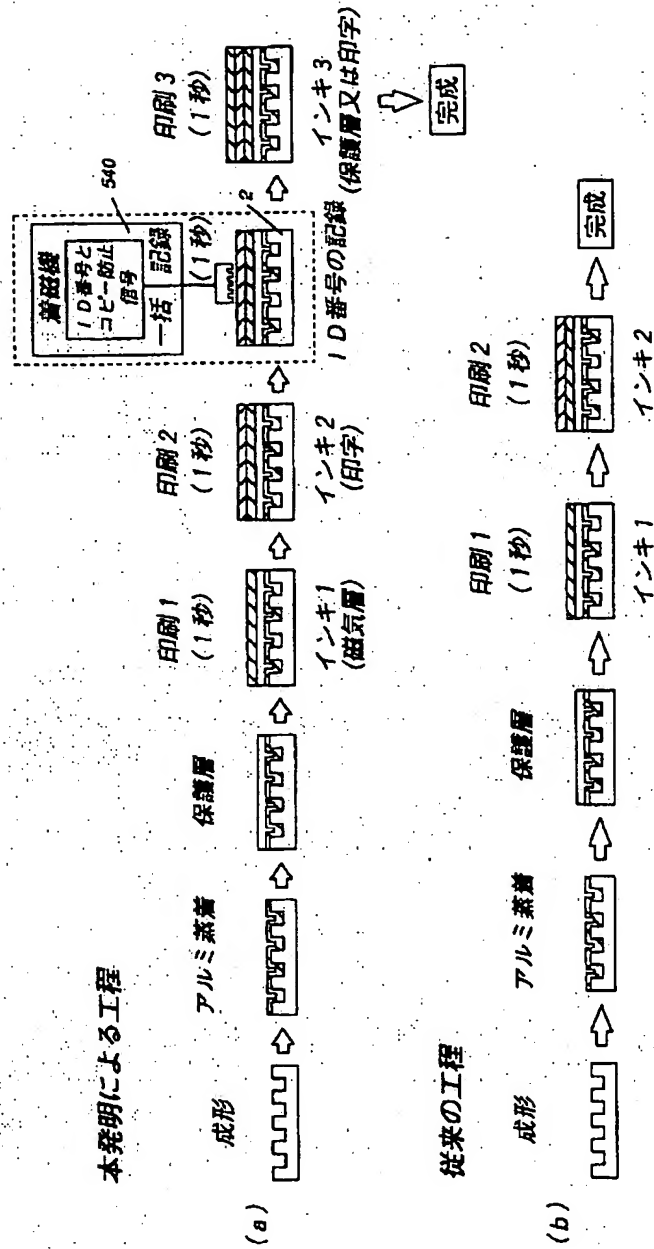 本発明による工程
(a)
成形
アルミ蒸着
保護層
印刷1
(1秒)
インキ1
(磁気層)
印刷2
(1秒)
インキ2
(印字)
着磁機
540
ID番号と
コピー防止
信号
一括 記録
(1秒)
2
ID番号の記録
印刷3
(1秒)
インキ3
(保護層又は印字)
完成
従来の工程
(b)
成形
アルミ蒸着
保護層
印刷1
(1秒)
インキ1
印刷2
(1秒)
インキ2
完成